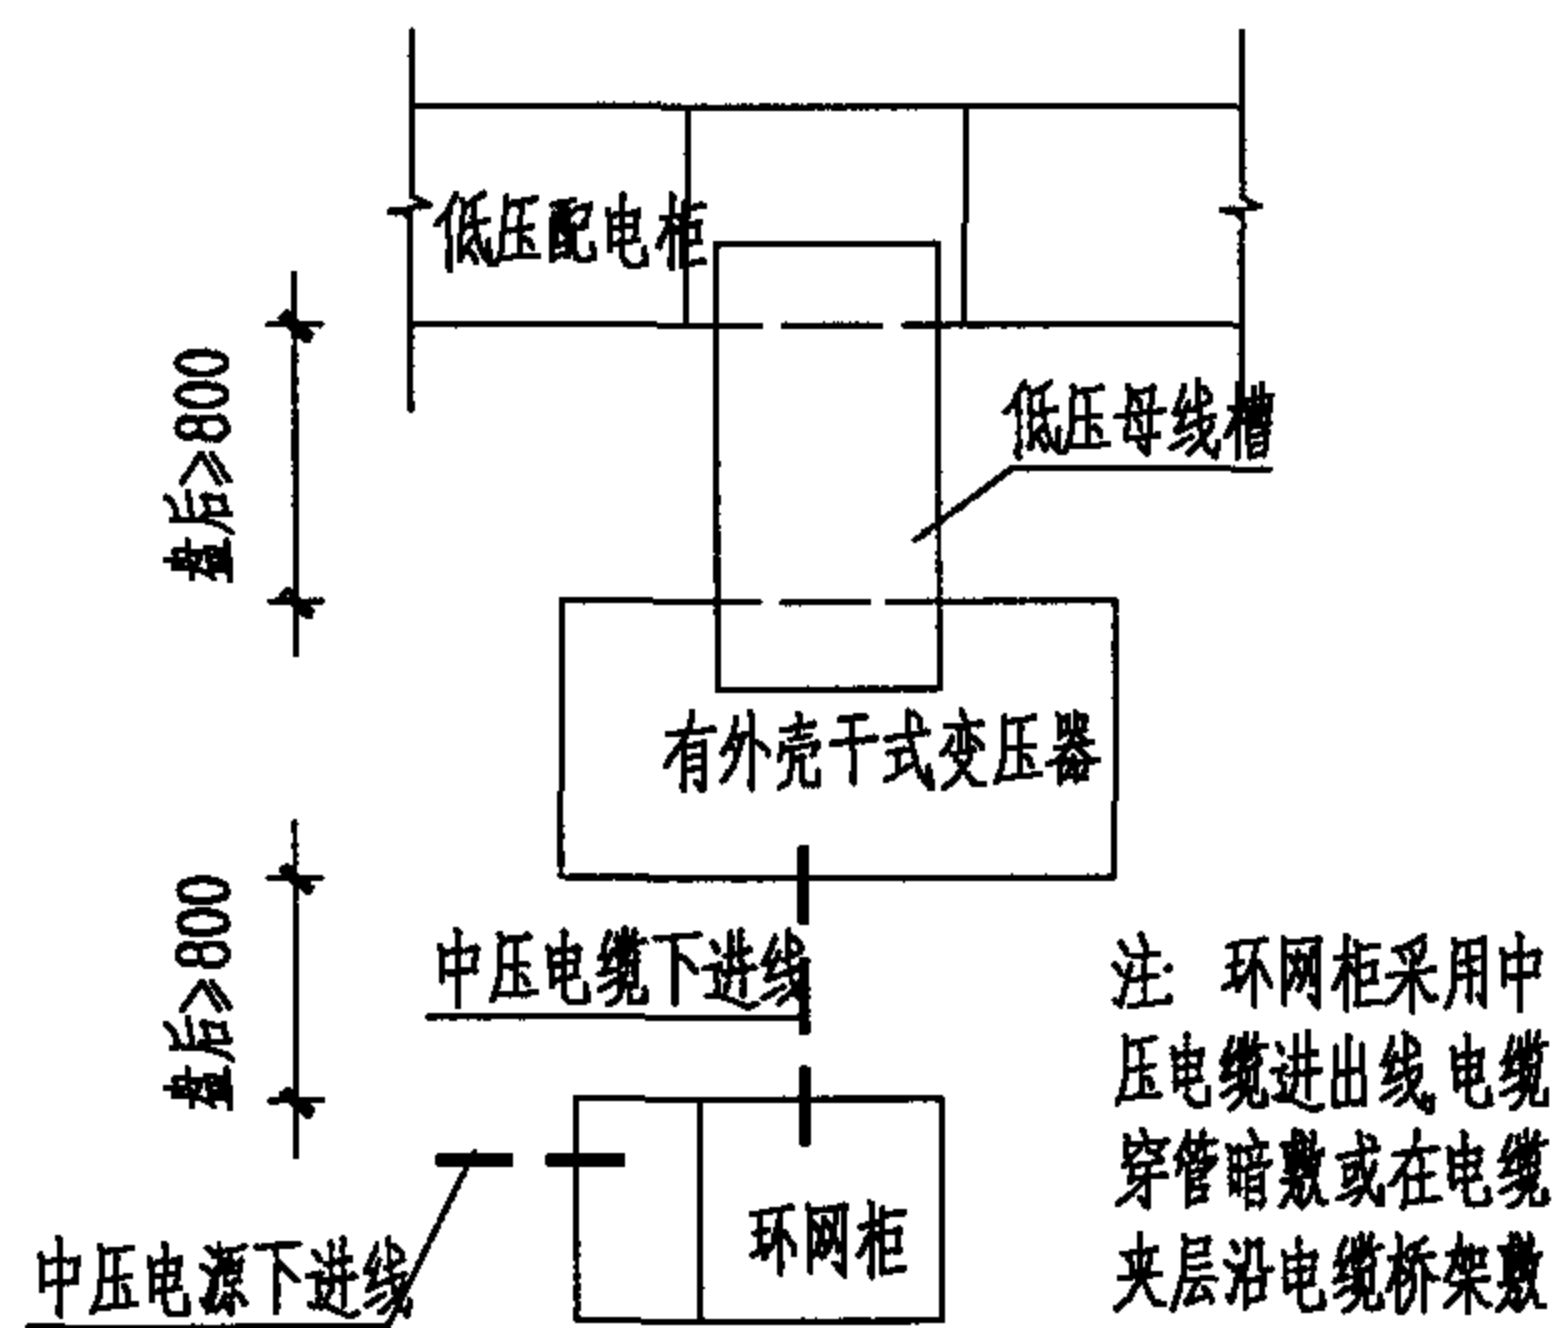 低压配电柜
盘后≥800
低压母线槽
有外壳干式变压器
盘后≥800
中压电缆下进线
注: 环网柜采用中
压电缆进出线,电缆
穿管暗敷或在电缆
夹层沿电缆桥架敷
环网柜
中压电源下进线